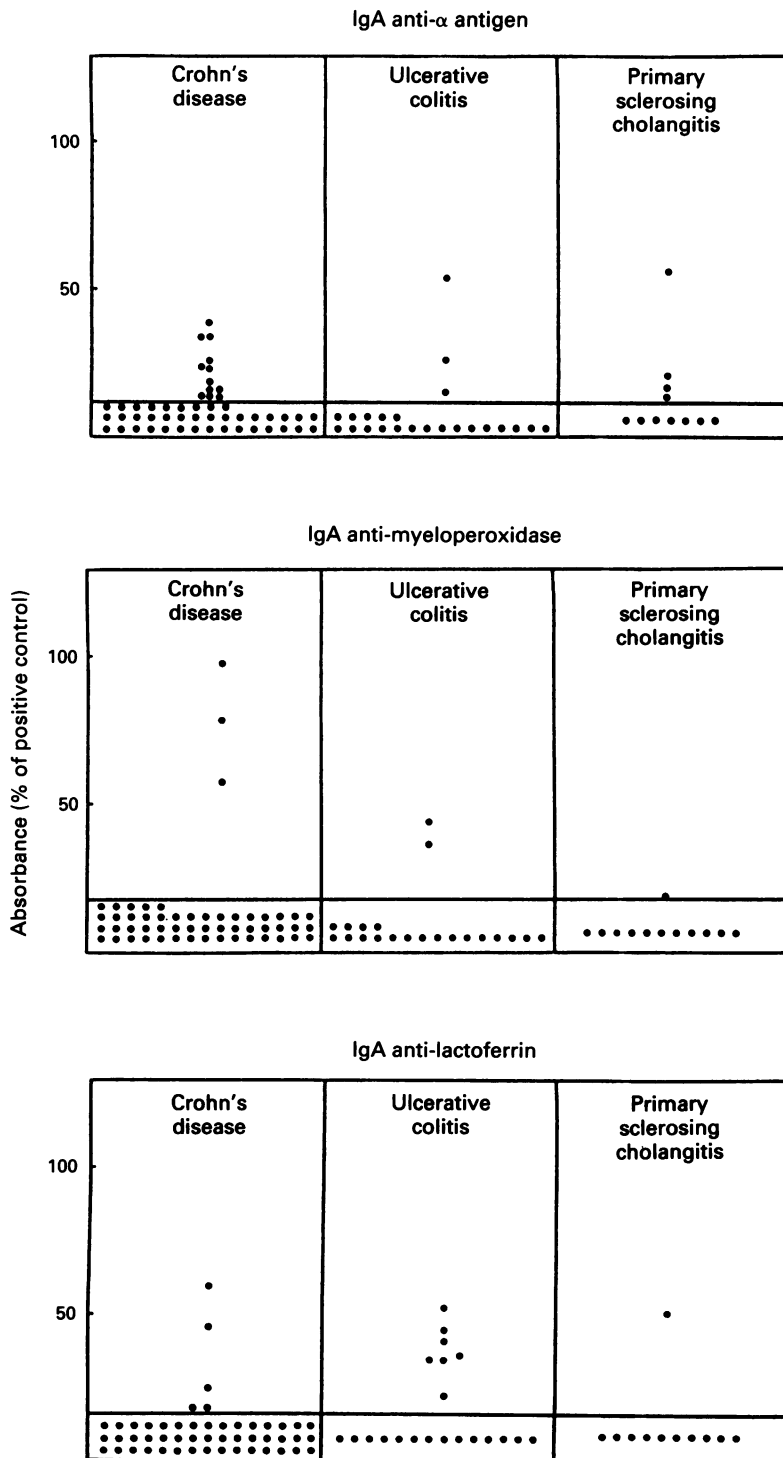 IgA anti-α antigen
Crohn's
disease
Ulcerative
colitis
Primary
sclerosing
cholangitis
100
50
IgA anti-myeloperoxidase
Crohn's
disease
Ulcerative
colitis
Primary
sclerosing
cholangitis
100
50
Absorbance (% of positive control)
IgA anti-lactoferrin
Crohn's
disease
Ulcerative
colitis
Primary
sclerosing
cholangitis
100
50